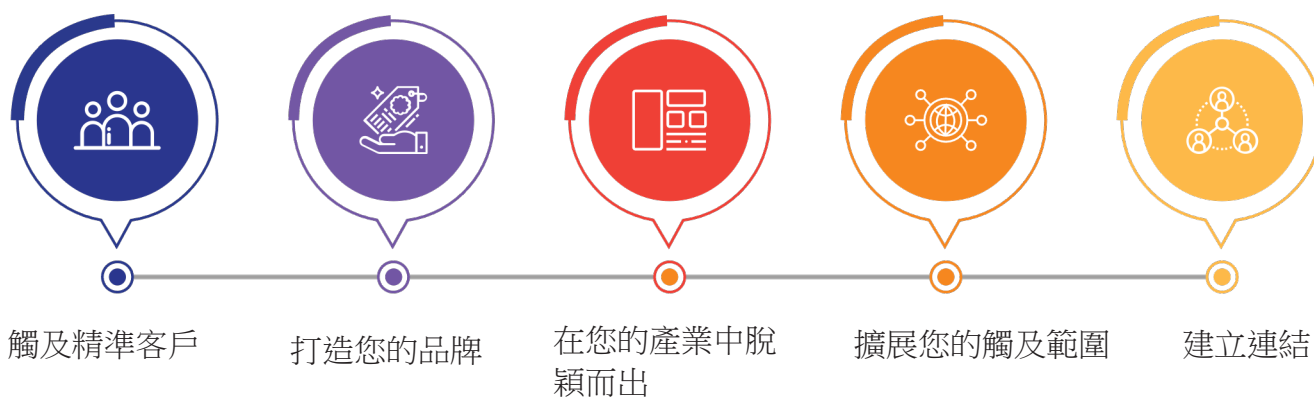 觸及精準客戶
打造您的品牌
在您的產業中脫
穎而出
擴展您的觸及範圍
建立連結